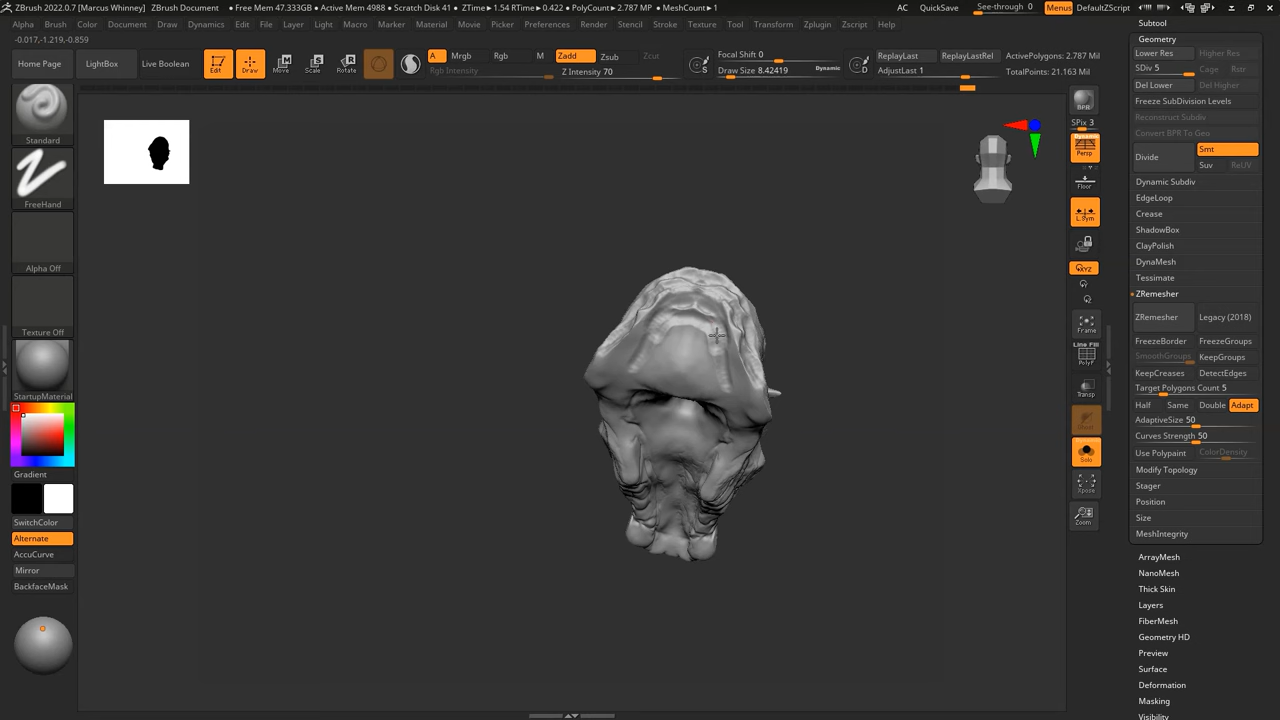 ZBrush 2022.0.7 [Marcus Whinney] ZBrush Document • Free Mem 47.333GB • Active Mem 4988 • Scratch Disk 41 • ZTime▸1.54 RTime▸0.422 • PolyCount▸2.787 MP • MeshCount▸1 AC QuickSave See-through 0 Menus DefaultZScript
Alpha Brush Color Document Draw Dynamics Edit File Layer Light Macro Marker Material Movie Picker Preferences Render Stencil Stroke Texture Tool Transform Zplugin Zscript Help
-0.017,-1.219,-0.859
Home Page LightBox Live Boolean Edit Draw Move Scale Rotate A Mrgb Rgb M Zadd Zsub Zcut
Rgb Intensity Z Intensity 70
Focal Shift 0
Draw Size 8.42419 Dynamic
S
D
ReplayLast ReplayLastRel
AdjustLast 1
ActivePolygons: 2.787 Mil
TotalPoints: 21.163 Mil
Standard
FreeHand
Alpha Off
Texture Off
StartupMaterial
Gradient
SwitchColor
Alternate
AccuCurve
Mirror
BackfaceMask
BPR
SPix 3
Dynamic
Persp
Floor
L.Sym
XYZ
Frame
Line Fill
PolyF
Transp
Solo
Xpose
Zoom
Subtool
Geometry
Lower Res Higher Res
SDiv 5 Cage Rstr
Del Lower Del Higher
Freeze SubDivision Levels
Reconstruct Subdiv
Convert BPR To Geo
Divide Smt
Suv ReUV
Dynamic Subdiv
EdgeLoop
Crease
ShadowBox
ClayPolish
DynaMesh
Tessimate
ZRemesher
ZRemesher Legacy (2018)
FreezeBorder FreezeGroups
SmoothGroups KeepGroups
KeepCreases DetectEdges
Target Polygons Count 5
Half Same Double Adapt
AdaptiveSize 50
Curves Strength 50
Use Polypaint ColorDensity
Modify Topology
Stager
Position
Size
MeshIntegrity
ArrayMesh
NanoMesh
Thick Skin
Layers
FiberMesh
Geometry HD
Preview
Surface
Deformation
Masking
Visibility